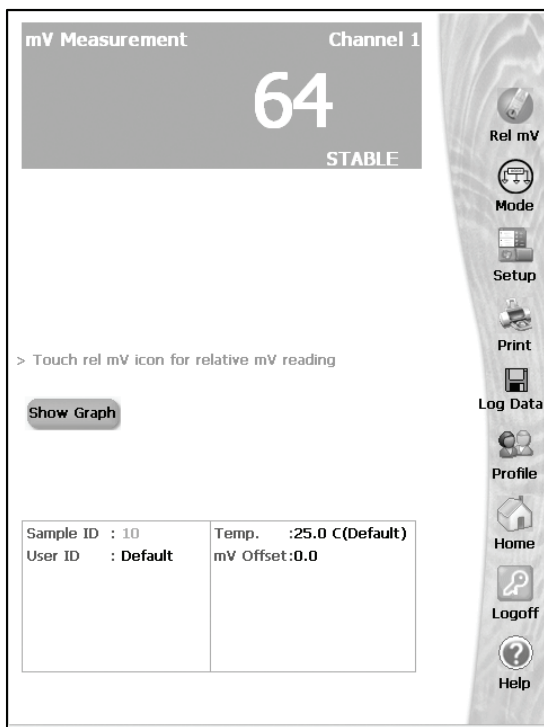 mV Measurement Channel 1
64
STABLE
Rel mV
Mode
Setup
Print
> Touch rel mV icon for relative mV reading
Log Data
Show Graph
Profile
Sample ID : 10 Temp. :25.0 C(Default)
User ID : Default mV Offset:0.0
Home
Logoff
?
Help